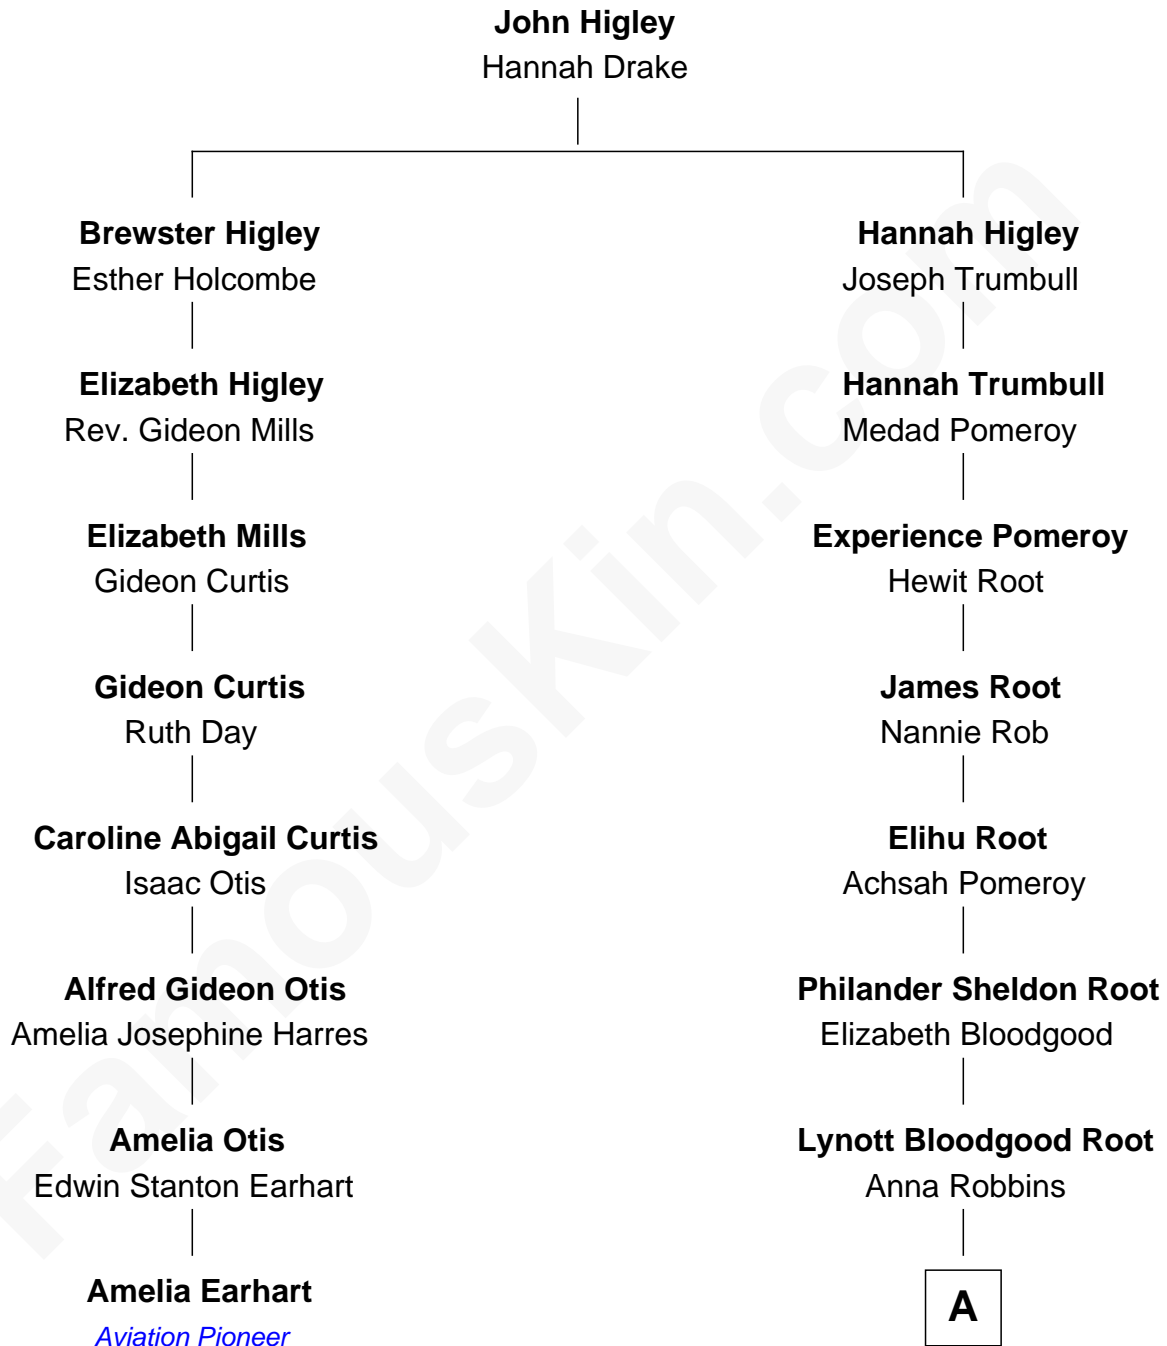 John Higley
Hannah Drake
Brewster Higley
Esther Holcombe
Hannah Higley
Joseph Trumbull
Elizabeth Higley
Rev. Gideon Mills
Hannah Trumbull
Medad Pomeroy
Elizabeth Mills
Gideon Curtis
Experience Pomeroy
Hewit Root
Gideon Curtis
Ruth Day
James Root
Nannie Rob
Caroline Abigail Curtis
Isaac Otis
Elihu Root
Achsah Pomeroy
Alfred Gideon Otis
Amelia Josephine Harres
Philander Sheldon Root
Elizabeth Bloodgood
Amelia Otis
Edwin Stanton Earhart
Lynott Bloodgood Root
Anna Robbins
Amelia Earhart
Aviation Pioneer
A
FamousKin.com